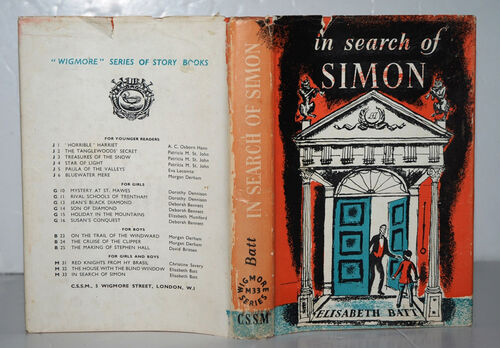 "WIGMORE" SERIES OF STORY BOOKS
FOR YOUNGER READERS
J 1 'HORRIBLE' HARRIET A. C. Osborn Hann
J 2 THE TANGLEWOODS' SECRET Patricia M. St. John
J 3 TREASURES OF THE SNOW Patricia M. St. John
J 4 STAR OF LIGHT Patricia M. St. John
J 5 PAULA OF THE VALLEYS Eva Lecomte
J 6 BLUEWATER MERE Morgan Derham
FOR GIRLS
G 10 MYSTERY AT ST. MAWES Dorothy Dennison
G 11 RIVAL SCHOOLS OF TRENTHAM Dorothy Dennison
G 13 JEAN'S BLACK DIAMOND Deborah Bennett
G 14 SON OF DIAMOND Deborah Bennett
G 15 HOLIDAY IN THE MOUNTAINS Elizabeth Mumford
G 16 SUSAN'S CONQUEST Deborah Bennett
FOR BOYS
B 23 ON THE TRAIL OF THE WINDWARD Morgan Derham
B 24 THE CRUISE OF THE CLIPPER Morgan Derham
B 25 THE MAKING OF STEPHEN HALL David Brinson
FOR GIRLS AND BOYS
M 31 RED KNIGHTS FROM HY BRASIL Christine Savery
M 32 THE HOUSE WITH THE BLIND WINDOW Elisabeth Batt
M 33 IN SEARCH OF SIMON Elisabeth Batt
C.S.S.M., 5 WIGMORE STREET, LONDON, W.1
IN SEARCH OF SIMON
Batt
WIGMORE
M33
SERIES
CSSM
in search of
SIMON
ELISABETH BATT